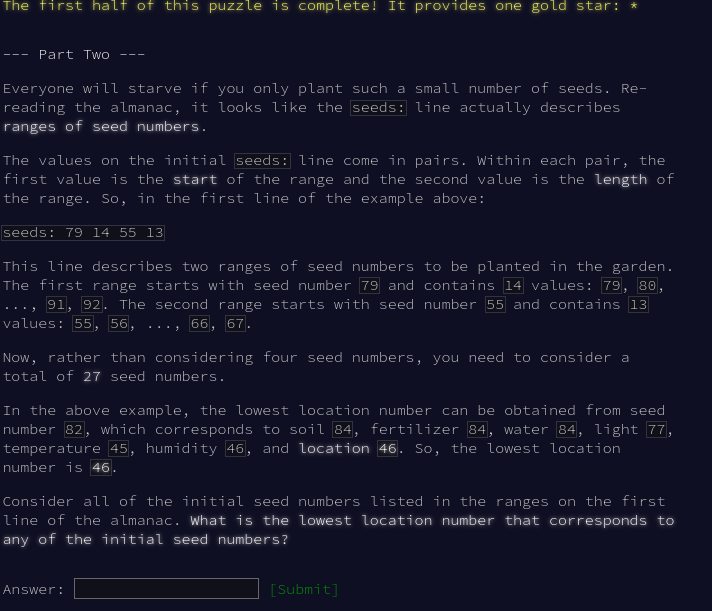 The first half of this puzzle is complete! It provides one gold star: *
--- Part Two ---
Everyone will starve if you only plant such a small number of seeds. Re-
reading the almanac, it looks like the seeds: line actually describes
ranges of seed numbers.
The values on the initial seeds: line come in pairs. Within each pair, the
first value is the start of the range and the second value is the length of
the range. So, in the first line of the example above:
seeds: 79 14 55 13
This line describes two ranges of seed numbers to be planted in the garden.
The first range starts with seed number 79 and contains 14 values: 79, 80,
..., 91, 92. The second range starts with seed number 55 and contains 13
values: 55, 56, ..., 66, 67.
Now, rather than considering four seed numbers, you need to consider a
total of 27 seed numbers.
In the above example, the lowest location number can be obtained from seed
number 82, which corresponds to soil 84, fertilizer 84, water 84, light 77,
temperature 45, humidity 46, and location 46. So, the lowest location
number is 46.
Consider all of the initial seed numbers listed in the ranges on the first
line of the almanac. What is the lowest location number that corresponds to
any of the initial seed numbers?
Answer: [Submit]